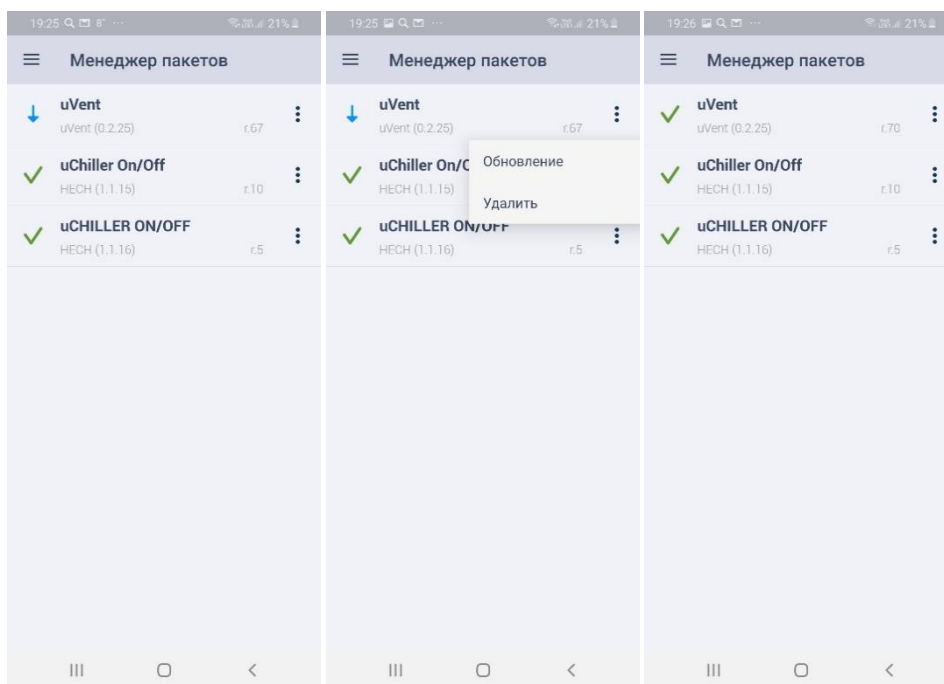 19:25 8° ... 21%
Менеджер пакетов
uVent
uVent (0.2.25) r.67
uChiller On/Off
HECH (1.1.15) r.10
uCHILLER ON/OFF
HECH (1.1.16) r.5
19:25 ... 21%
Менеджер пакетов
uVent
uVent (0.2.25) r.67
uChiller On/O
HECH (1.1.15)
Обновление
Удалить
uCHILLER ON/OFF
HECH (1.1.16) r.5
19:26 ... 21%
Менеджер пакетов
uVent
uVent (0.2.25) r.70
uChiller On/Off
HECH (1.1.15) r.10
uCHILLER ON/OFF
HECH (1.1.16) r.5